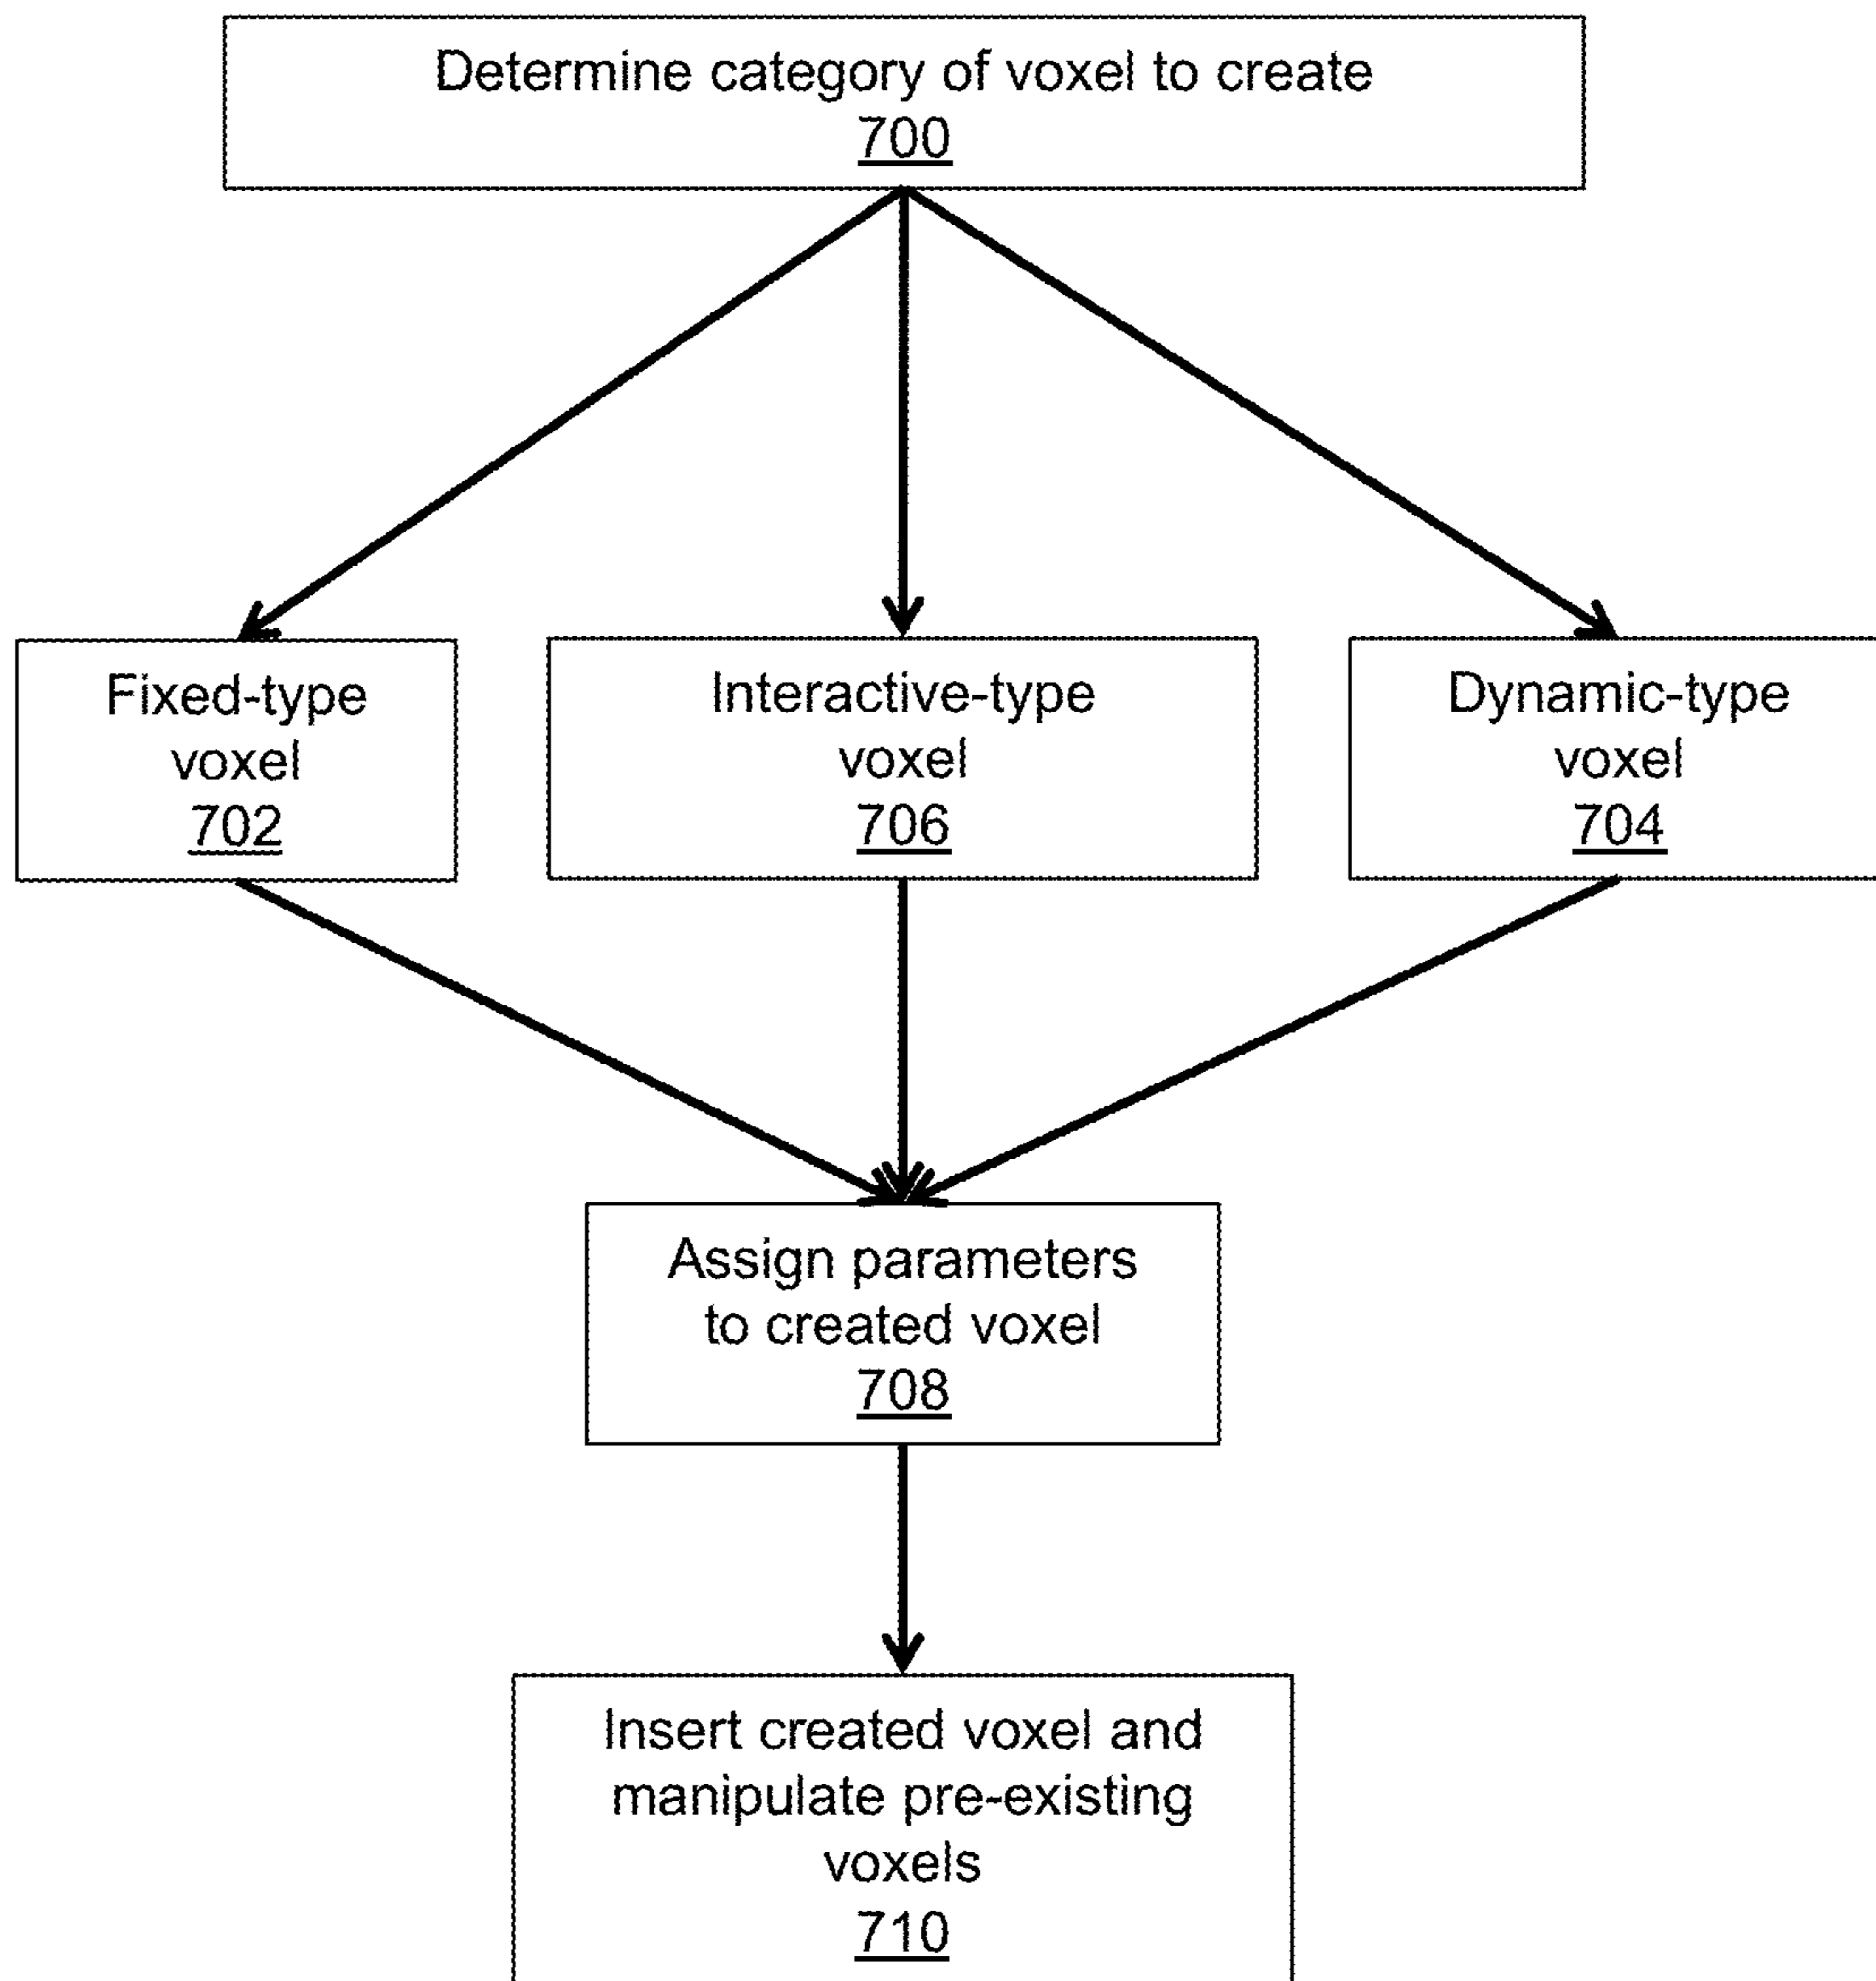 Determine category of voxel to create
700
Fixed-type
voxel
702
Interactive-type
voxel
706
Dynamic-type
voxel
704
Assign parameters
to created voxel
708
Insert created voxel and
manipulate pre-existing
voxels
710